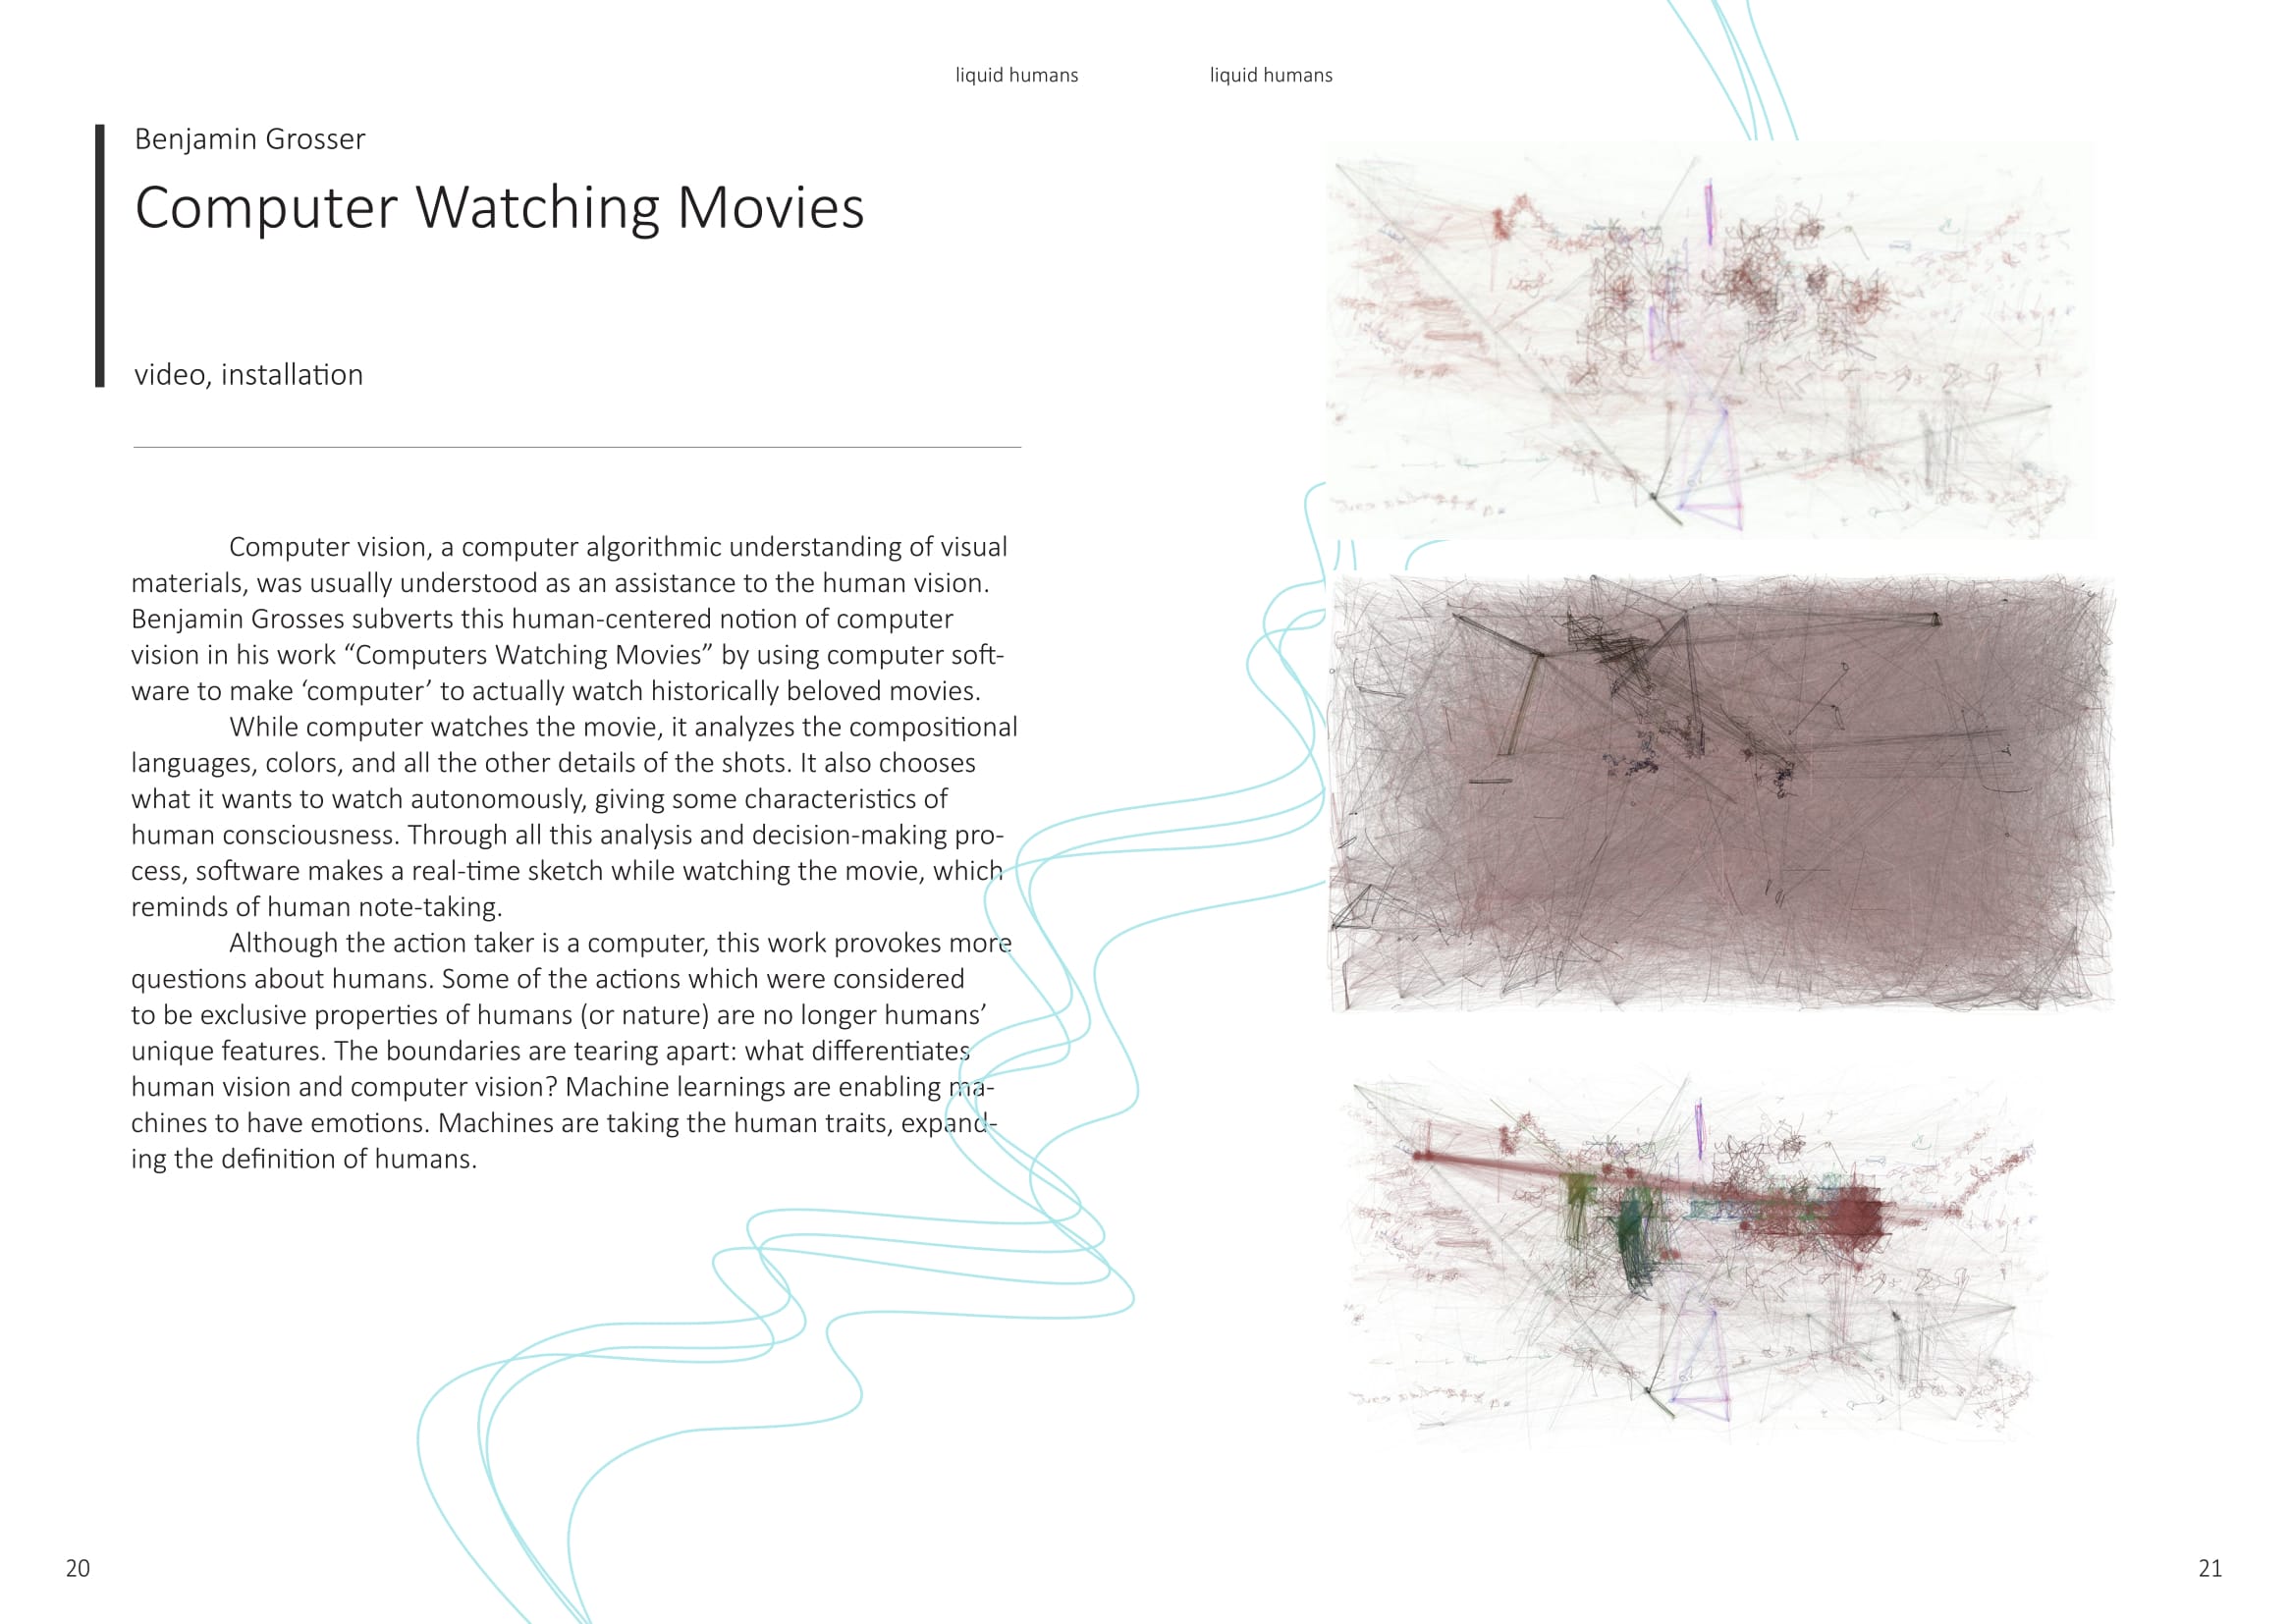 liquid humans
liquid humans
Benjamin Grosser
Computer Watching Movies
video, installation
Computer vision, a computer algorithmic understanding of visual
materials, was usually understood as an assistance to the human vision.
Benjamin Grosses subverts this human-centered notion of computer
vision in his work “Computers Watching Movies” by using computer soft-
ware to make ‘computer’ to actually watch historically beloved movies.
While computer watches the movie, it analyzes the compositional
languages, colors, and all the other details of the shots. It also chooses
what it wants to watch autonomously, giving some characteristics of
human consciousness. Through all this analysis and decision-making pro-
cess, software makes a real-time sketch while watching the movie, which
reminds of human note-taking.
Although the action taker is a computer, this work provokes more
questions about humans. Some of the actions which were considered
to be exclusive properties of humans (or nature) are no longer humans’
unique features. The boundaries are tearing apart: what differentiates
human vision and computer vision? Machine learnings are enabling ma-
chines to have emotions. Machines are taking the human traits, expand-
ing the definition of humans.
20
21